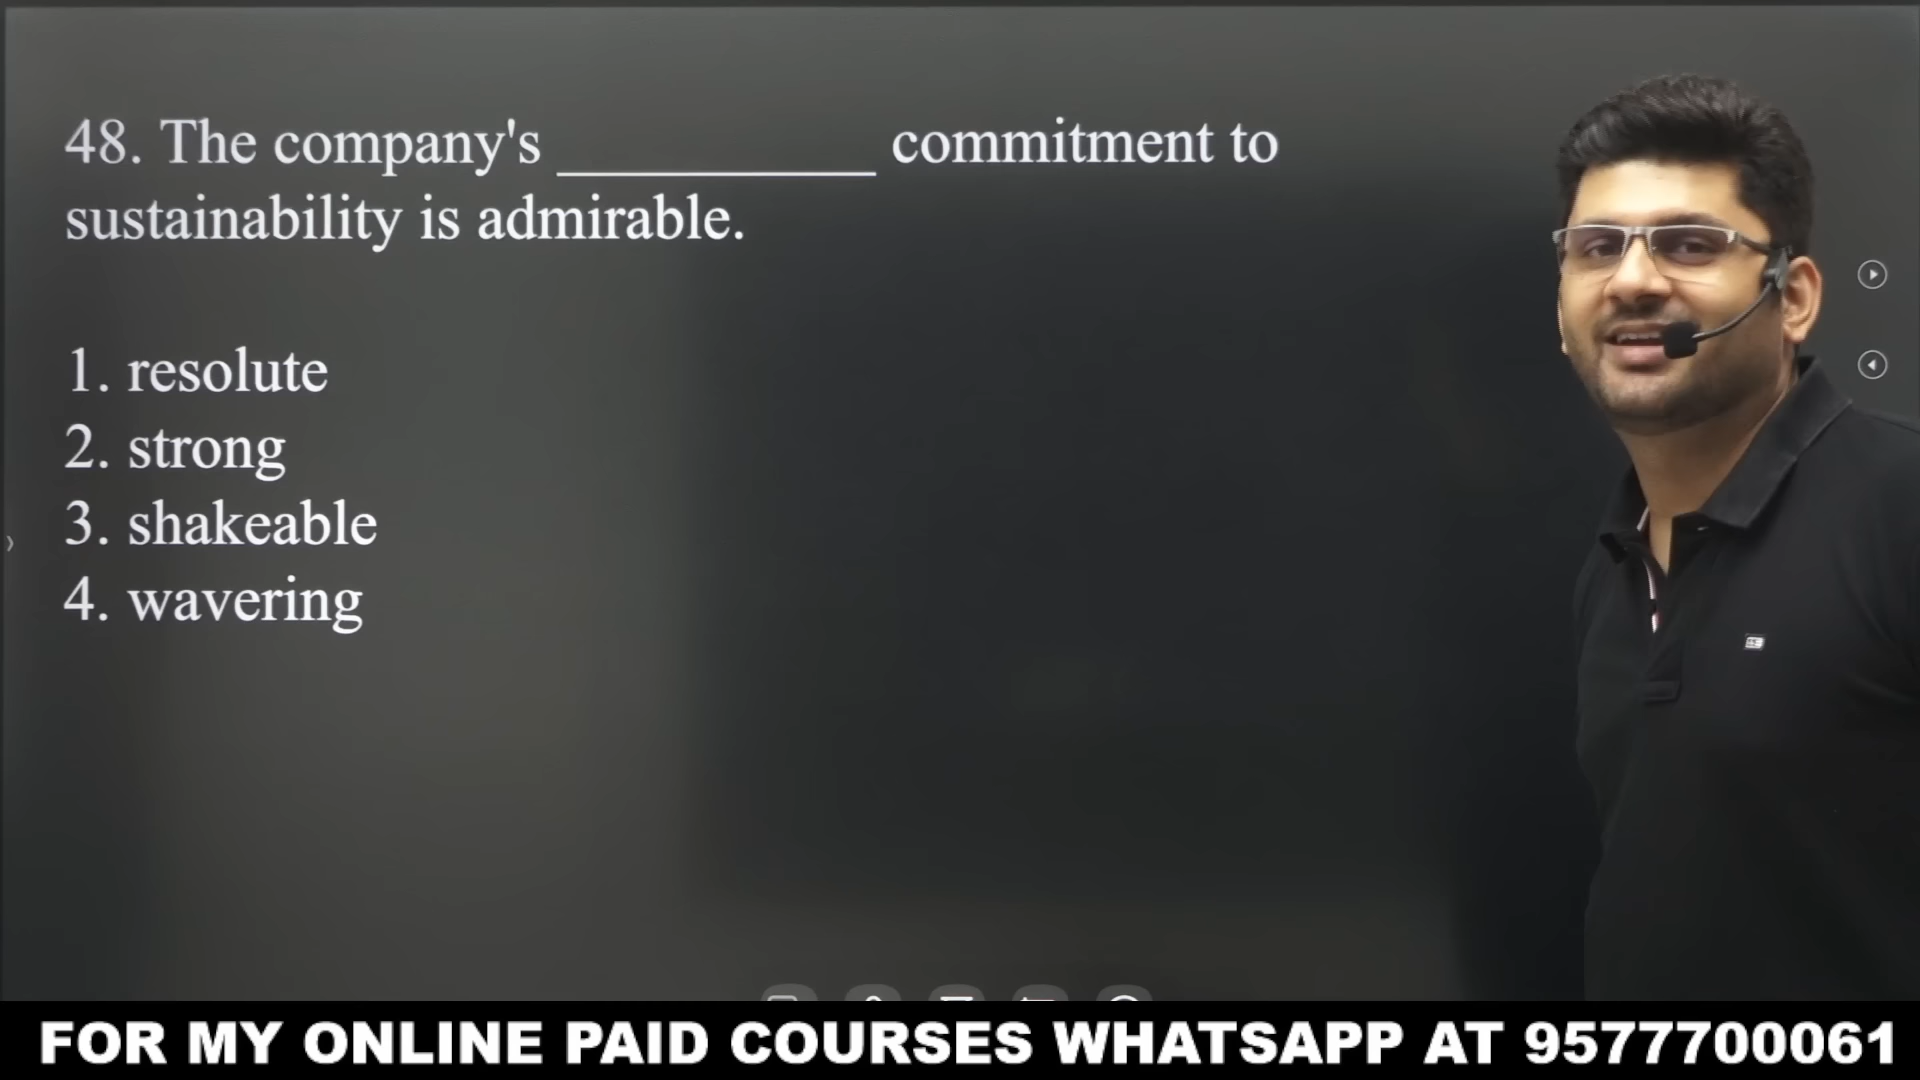 48. The company's ___________ commitment to
sustainability is admirable.
1. resolute
2. strong
3. shakeable
4. wavering
FOR MY ONLINE PAID COURSES WHATSAPP AT 9577700061